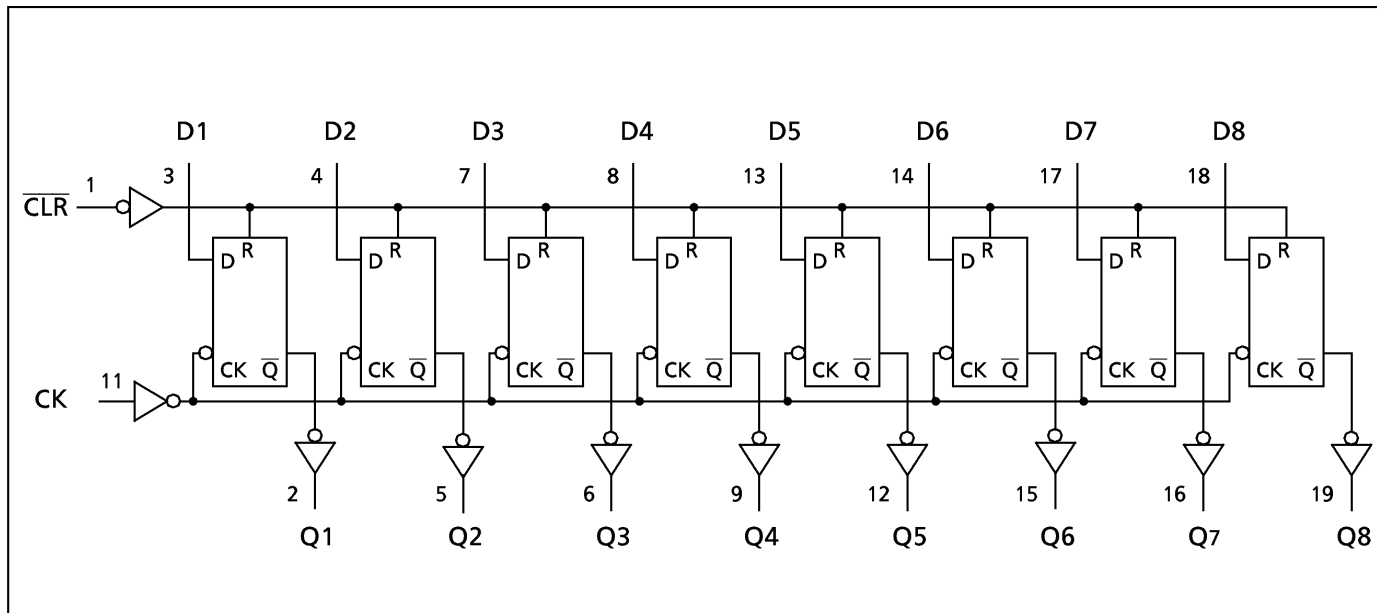 D1 D2 D3 D4 D5 D6 D7 D8
3 4 7 8 13 14 17 18
C̅L̅R̅ 1
R R R R R R R R
D D D D D D D D
CK Q̅ CK Q̅ CK Q̅ CK Q̅ CK Q̅ CK Q̅ CK Q̅ CK Q̅
CK 11
2 5 6 9 12 15 16 19
Q1 Q2 Q3 Q4 Q5 Q6 Q7 Q8